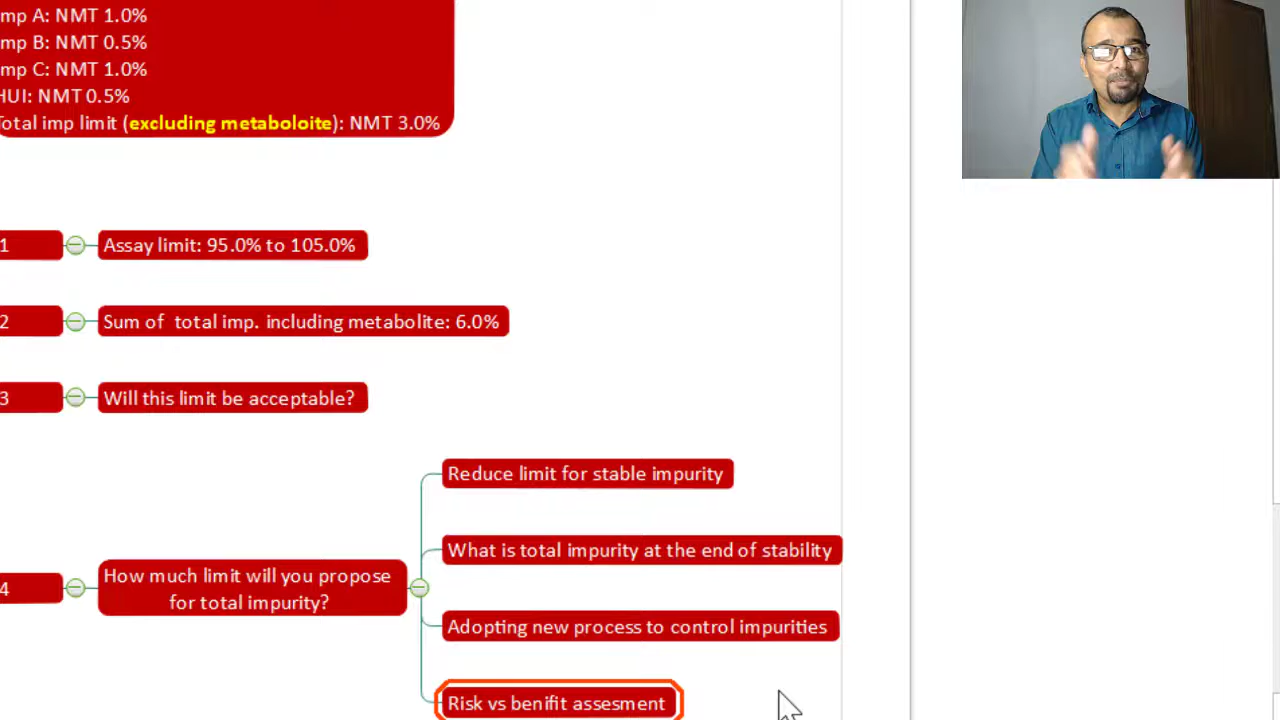 mp A: NMT 1.0%
mp B: NMT 0.5%
mp C: NMT 1.0%
HUI: NMT 0.5%
Total imp limit (excluding metaboloite): NMT 3.0%
1
Assay limit: 95.0% to 105.0%
2
Sum of total imp. including metabolite: 6.0%
3
Will this limit be acceptable?
4
How much limit will you propose
for total impurity?
Reduce limit for stable impurity
What is total impurity at the end of stability
Adopting new process to control impurities
Risk vs benifit assesment